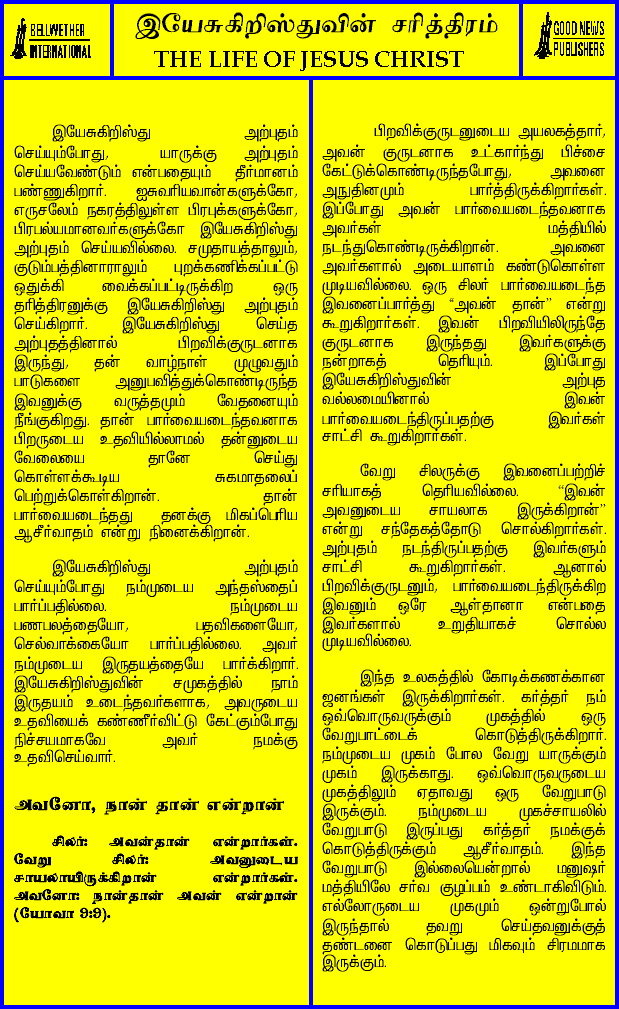 BELLWETHER
INTERNATIONAL
இயேசுகிறிஸ்துவின் சரித்திரம்
THE LIFE OF JESUS CHRIST
GOOD NEWS
PUBLISHERS
இயேசுகிறிஸ்து அற்புதம்
செய்யும்போது, யாருக்கு அற்புதம்
செய்யவேண்டும் என்பதையும் தீர்மானம்
பண்ணுகிறார். ஐசுவரியவான்களுக்கோ,
எருசலேம் நகரத்திலுள்ள பிரபுக்களுக்கோ,
பிரபல்யமானவர்களுக்கோ இயேசுகிறிஸ்து
அற்புதம் செய்யவில்லை. சமுதாயத்தாலும்,
குடும்பத்தினாராலும் புறக்கணிக்கப்பட்டு
ஒதுக்கி வைக்கப்பட்டிருக்கிற ஒரு
தரித்திரனுக்கு இயேசுகிறிஸ்து அற்புதம்
செய்கிறார். இயேசுகிறிஸ்து செய்த
அற்புதத்தினால் பிறவிக்குருடனாக
இருந்து, தன் வாழ்நாள் முழுவதும்
பாடுகளை அனுபவித்துக்கொண்டிருந்த
இவனுக்கு வருத்தமும் வேதனையும்
நீங்குகிறது. தான் பார்வையடைந்தவனாக
பிறருடைய உதவியில்லாமல் தன்னுடைய
வேலையை தானே செய்து
கொள்ளக்கூடிய சுகமாதலைப்
பெற்றுக்கொள்கிறான். தான்
பார்வையடைந்தது தனக்கு மிகப்பெரிய
ஆசீர்வாதம் என்று நினைக்கிறான்.
இயேசுகிறிஸ்து அற்புதம்
செய்யும்போது நம்முடைய அந்தஸ்தைப்
பார்ப்பதில்லை. நம்முடைய
பணபலத்தையோ, பதவிகளையோ,
செல்வாக்கையோ பார்ப்பதில்லை. அவர்
நம்முடைய இருதயத்தையே பார்க்கிறார்.
இயேசுகிறிஸ்துவின் சமுகத்தில் நாம்
இருதயம் உடைந்தவர்களாக, அவருடைய
உதவியைக் கண்ணீர்விட்டு கேட்கும்போது
நிச்சயமாகவே அவர் நமக்கு
உதவிசெய்வார்.
அவனோ, நான் தான் என்றான்
சிலர்: அவன்தான் என்றார்கள்.
வேறு சிலர்: அவனுடைய
சாயலாயிருக்கிறான் என்றார்கள்.
அவனோ: நான்தான் அவன் என்றான்
(யோவா 9:9).
பிறவிக்குருடனுடைய அயலகத்தார்,
அவன் குருடனாக உட்கார்ந்து பிச்சை
கேட்டுக்கொண்டிருந்தபோது, அவனை
அநுதினமும் பார்த்திருக்கிறார்கள்.
இப்போது அவன் பார்வையடைந்தவனாக
அவர்கள் மத்தியில்
நடந்துகொண்டிருக்கிறான். அவனை
அவர்களால் அடையாளம் கண்டுகொள்ள
முடியவில்லை. ஒரு சிலர் பார்வையடைந்த
இவனைப்பார்த்து “அவன் தான்” என்று
கூறுகிறார்கள். இவன் பிறவியிலிருந்தே
குருடனாக இருந்தது இவர்களுக்கு
நன்றாகத் தெரியும். இப்போது
இயேசுகிறிஸ்துவின் அற்புத
வல்லமையினால் இவன்
பார்வையடைந்திருப்பதற்கு இவர்கள்
சாட்சி கூறுகிறார்கள்.
வேறு சிலருக்கு இவனைப்பற்றிச்
சரியாகத் தெரியவில்லை. “இவன்
அவனுடைய சாயலாக இருக்கிறான்”
என்று சந்தேகத்தோடு சொல்கிறார்கள்.
அற்புதம் நடந்திருப்பதற்கு இவர்களும்
சாட்சி கூறுகிறார்கள். ஆனால்
பிறவிக்குருடனும், பார்வையடைந்திருக்கிற
இவனும் ஒரே ஆள்தானா என்பதை
இவர்களால் உறுதியாகச் சொல்ல
முடியவில்லை.
இந்த உலகத்தில் கோடிக்கணக்கான
ஜனங்கள் இருக்கிறார்கள். கர்த்தர் நம்
ஒவ்வொருவருக்கும் முகத்தில் ஒரு
வேறுபாட்டைக் கொடுத்திருக்கிறார்.
நம்முடைய முகம் போல வேறு யாருக்கும்
முகம் இருக்காது. ஒவ்வொருவருடைய
முகத்திலும் ஏதாவது ஒரு வேறுபாடு
இருக்கும். நம்முடைய முகச்சாயலில்
வேறுபாடு இருப்பது கர்த்தர் நமக்குக்
கொடுத்திருக்கும் ஆசீர்வாதம். இந்த
வேறுபாடு இல்லையென்றால் மனுஷர்
மத்தியிலே சர்வ குழப்பம் உண்டாகிவிடும்.
எல்லோருடைய முகமும் ஒன்றுபோல்
இருந்தால் தவறு செய்தவனுக்குத்
தண்டனை கொடுப்பது மிகவும் சிரமமாக
இருக்கும்.